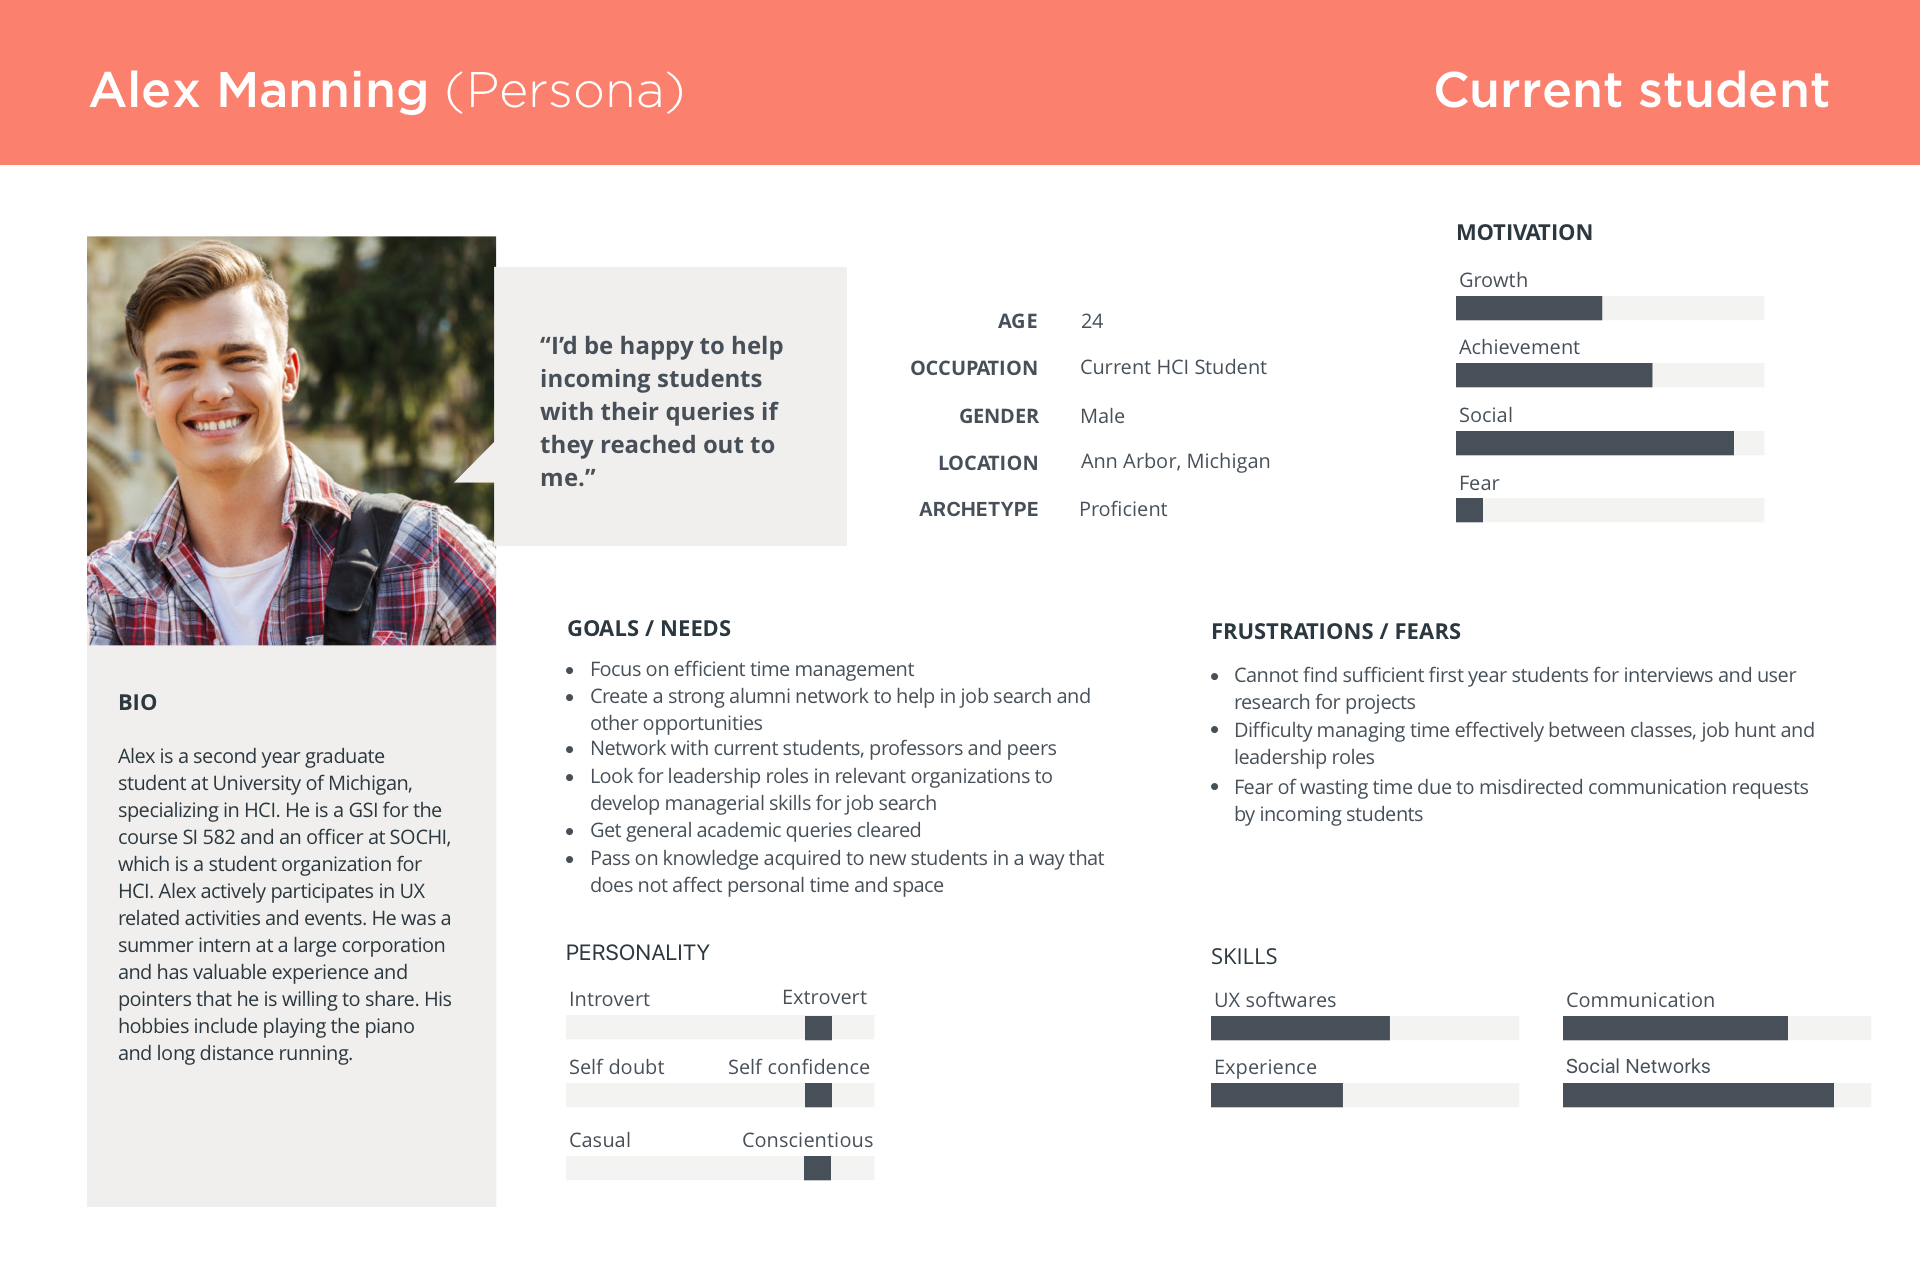 Alex Manning (Persona)
Current student
“I’d be happy to help
incoming students
with their queries if
they reached out to
me.”
AGE 24
OCCUPATION Current HCI Student
GENDER Male
LOCATION Ann Arbor, Michigan
ARCHETYPE Proficient
MOTIVATION
Growth
Achievement
Social
Fear
BIO
Alex is a second year graduate
student at University of Michigan,
specializing in HCI. He is a GSI for the
course SI 582 and an officer at SOCHI,
which is a student organization for
HCI. Alex actively participates in UX
related activities and events. He was a
summer intern at a large corporation
and has valuable experience and
pointers that he is willing to share. His
hobbies include playing the piano
and long distance running.
GOALS / NEEDS
• Focus on efficient time management
• Create a strong alumni network to help in job search and
other opportunities
• Network with current students, professors and peers
• Look for leadership roles in relevant organizations to
develop managerial skills for job search
• Get general academic queries cleared
• Pass on knowledge acquired to new students in a way that
does not affect personal time and space
FRUSTRATIONS / FEARS
• Cannot find sufficient first year students for interviews and user
research for projects
• Difficulty managing time effectively between classes, job hunt and
leadership roles
• Fear of wasting time due to misdirected communication requests
by incoming students
PERSONALITY
Introvert Extrovert
Self doubt Self confidence
Casual Conscientious
SKILLS
UX softwares Communication
Experience Social Networks